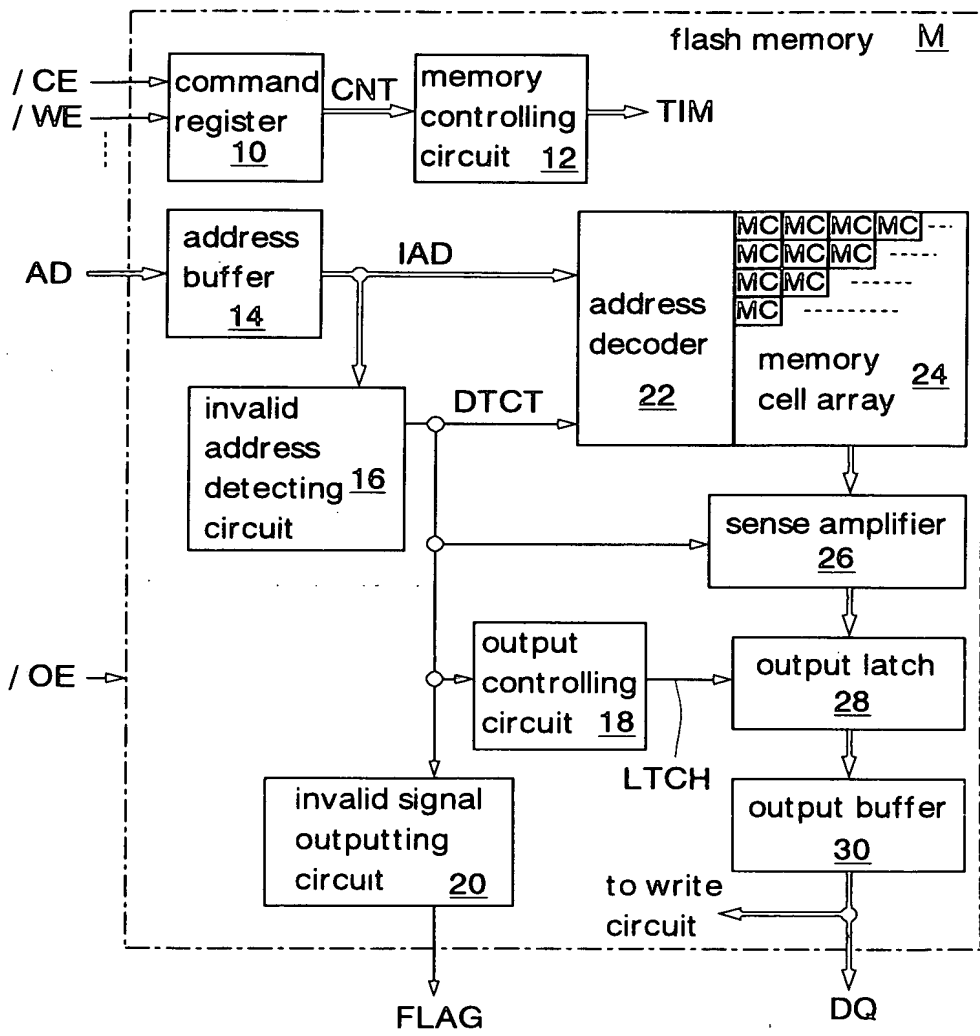 flash memory M
/ CE
/ WE
command
register
10
CNT
memory
controlling
circuit 12
TIM
AD
address
buffer
14
IAD
address
decoder
22
MC MC MC MC
MC MC MC
MC MC
MC
memory
cell array
24
invalid
address
detecting
circuit
16
DTCT
sense amplifier
26
/ OE
output
controlling
circuit 18
LTCH
output latch
28
invalid signal
outputting
circuit 20
output buffer
30
to write
circuit
FLAG
DQ